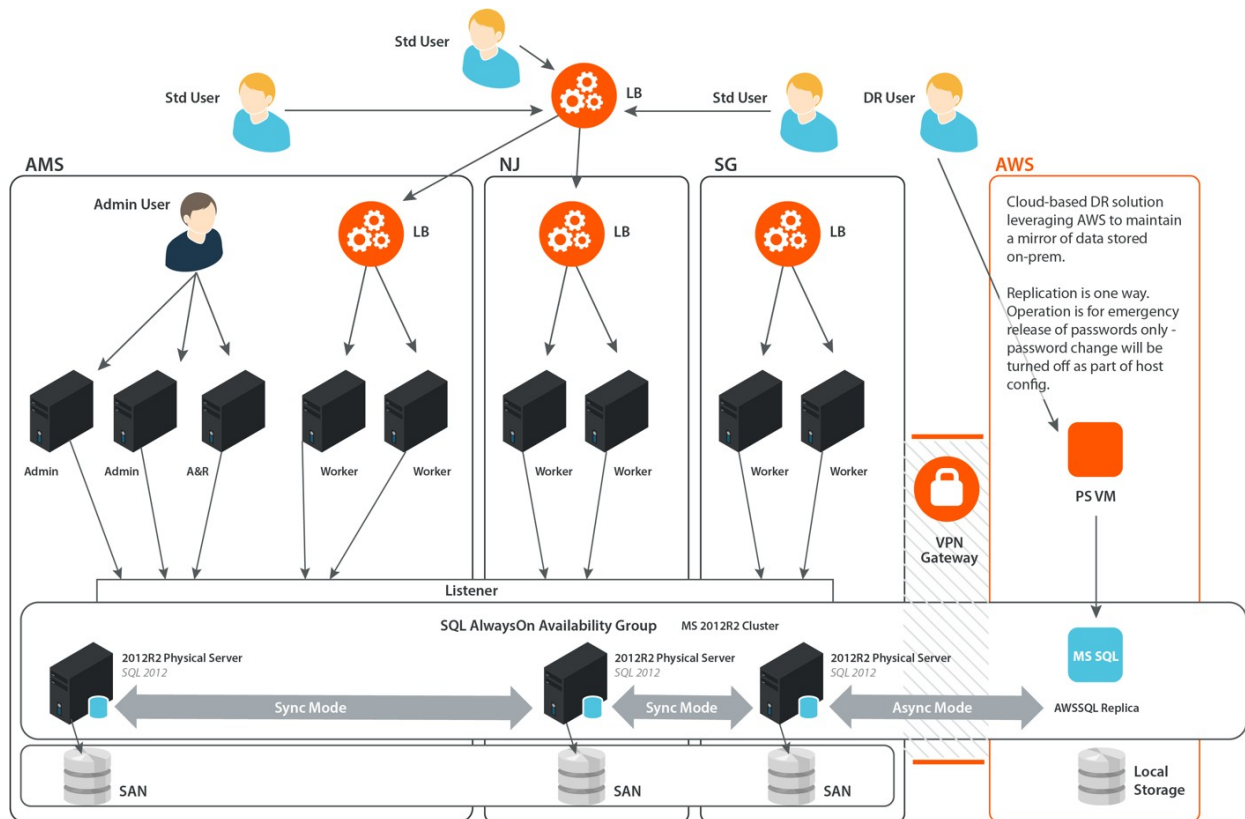 Std User
Std User
LB
Std User
DR User
AMS
NJ
SG
AWS
Admin User
LB
LB
LB
Cloud-based DR solution
leveraging AWS to maintain
a mirror of data stored
on-prem.
Replication is one way.
Operation is for emergency
release of passwords only -
password change will be
turned off as part of host
config.
Admin
Admin
A&R
Worker
Worker
Worker
Worker
Worker
Worker
PS VM
VPN
Gateway
Listener
SQL AlwaysOn Availability Group
MS 2012R2 Cluster
2012R2 Physical Server
SQL 2012
2012R2 Physical Server
SQL 2012
2012R2 Physical Server
SQL 2012
MS SQL
Sync Mode
Sync Mode
Async Mode
AWSSQL Replica
SAN
SAN
SAN
Local
Storage